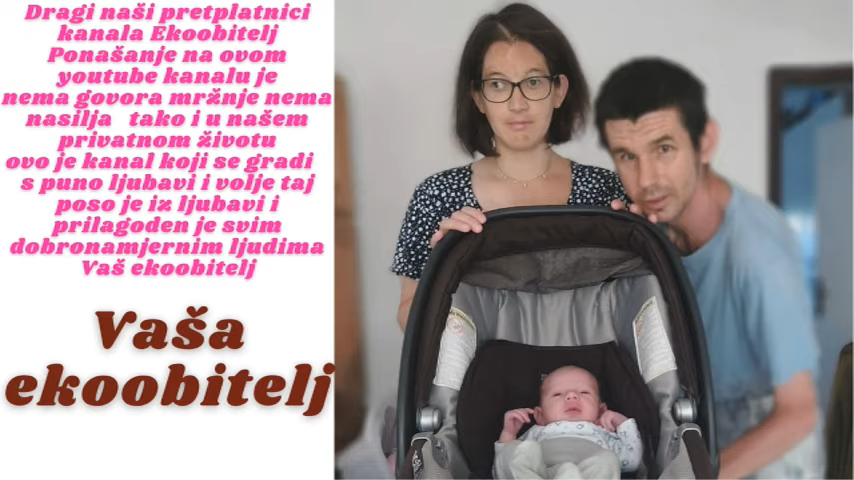 Dragi naši pretplatnici
kanala Ekoobitelj
Ponašanje na ovom
youtube kanalu je
nema govora mržnje nema
nasilja tako i u našem
privatnom životu
ovo je kanal koji se gradi
s puno ljubavi i volje taj
poso je iz ljubavi i
prilagođen je svim
dobronamjernim ljudima
Vaš ekoobitelj
Vaša
ekoobitelj